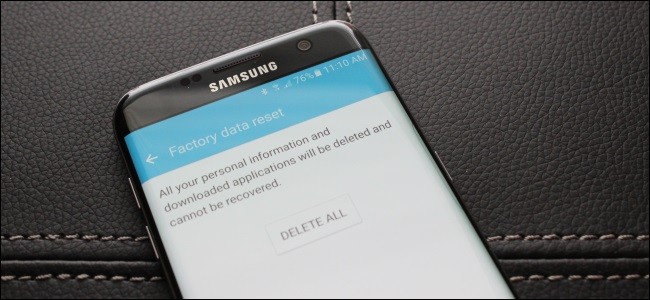 SAMSUNG
76% 11:10 AM
Factory data reset
All your personal information and
downloaded applications will be deleted and
cannot be recovered.
DELETE ALL